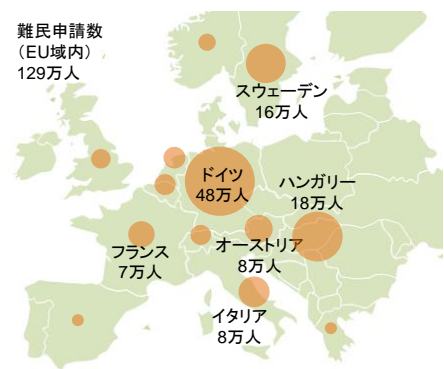 難民申請数
（EU域内）
129万人
スウェーデン
16万人
ドイツ
48万人
ハンガリー
18万人
フランス
7万人
オーストリア
8万人
イタリア
8万人